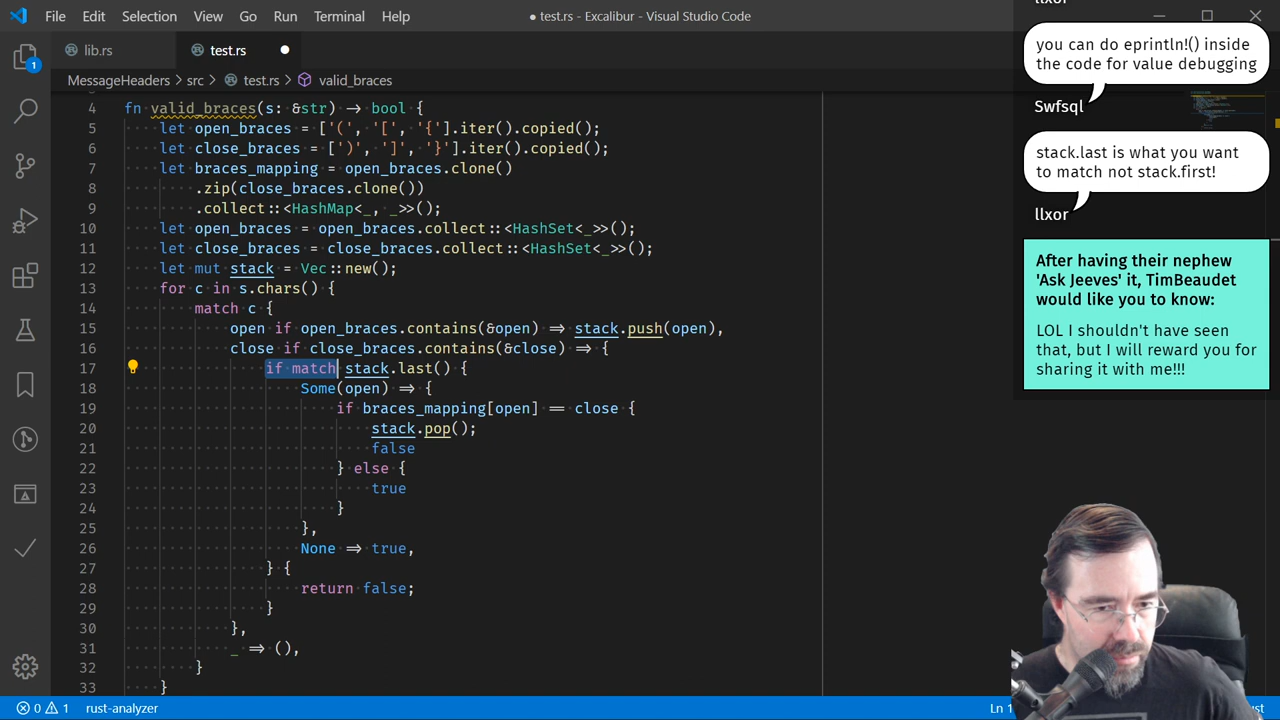 File Edit Selection View Go Run Terminal Help
● test.rs - Excalibur - Visual Studio Code
lib.rs
test.rs
MessageHeaders › src › test.rs › valid_braces
4 fn valid_braces(s: &str) → bool {
5 let open_braces = ['(', '[', '{'].iter().copied();
6 let close_braces = [')', ']', '}'].iter().copied();
7 let braces_mapping = open_braces.clone()
8 .zip(close_braces.clone())
9 .collect::<HashMap<_, _>>();
10 let open_braces = open_braces.collect::<HashSet<_>>();
11 let close_braces = close_braces.collect::<HashSet<_>>();
12 let mut stack = Vec::new();
13 for c in s.chars() {
14 match c {
15 open if open_braces.contains(&open) ⇒ stack.push(open),
16 close if close_braces.contains(&close) ⇒ {
17 if match stack.last() {
18 Some(open) ⇒ {
19 if braces_mapping[open] == close {
20 stack.pop();
21 false
22 } else {
23 true
24 }
25 },
26 None ⇒ true,
27 } {
28 return false;
29 }
30 },
31 _ ⇒ (),
32 }
33 }
1
0 1 rust-analyzer
llxor
you can do eprintln!() inside
the code for value debugging
Swfsql
stack.last is what you want
to match not stack.first!
llxor
After having their nephew
'Ask Jeeves' it, TimBeaudet
would like you to know:
LOL I shouldn't have seen
that, but I will reward you for
sharing it with me!!!